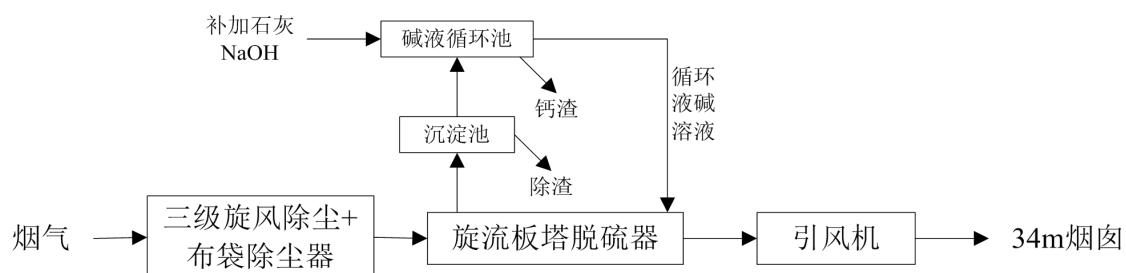 补加石灰
NaOH
碱液循环池
钙渣
循环
液碱
溶液
沉淀池
除渣
烟气
三级旋风除尘+
布袋除尘器
旋流板塔脱硫器
引风机
34m烟囱